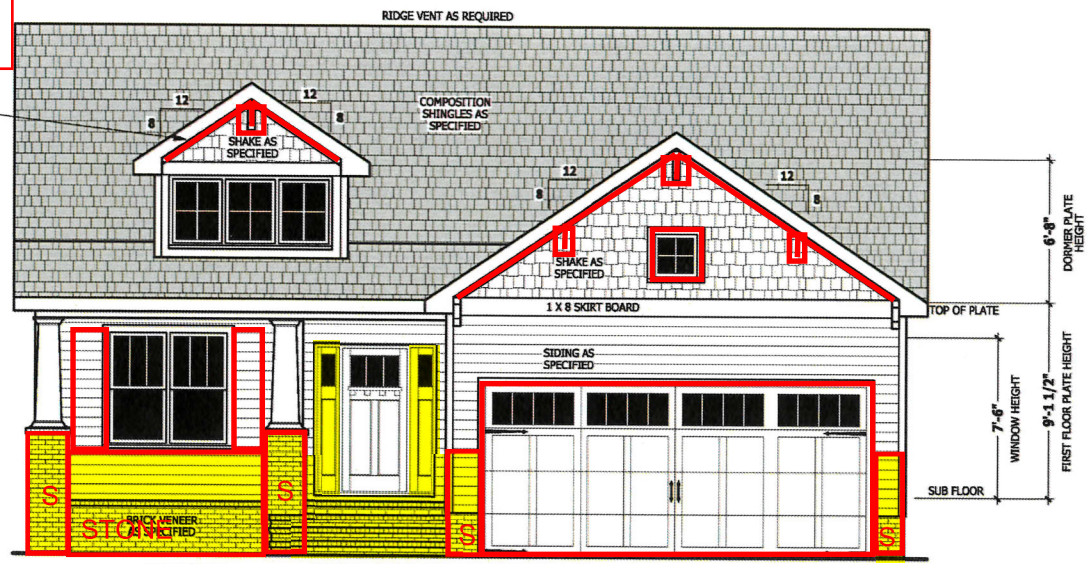 RIDGE VENT AS REQUIRED
12
8
12
8
COMPOSITION
SHINGLES AS
SPECIFIED
SHAKE AS
SPECIFIED
12
8
12
8
SHAKE AS
SPECIFIED
6'-8"
DORMER PLATE
HEIGHT
1 X 8 SKIRT BOARD
TOP OF PLATE
SIDING AS
SPECIFIED
7'-6"
WINDOW HEIGHT
9'-1 1/2"
FIRST FLOOR PLATE HEIGHT
SUB FLOOR
S
S
BRICK VENEER
AS SPECIFIED
STONE
S
S